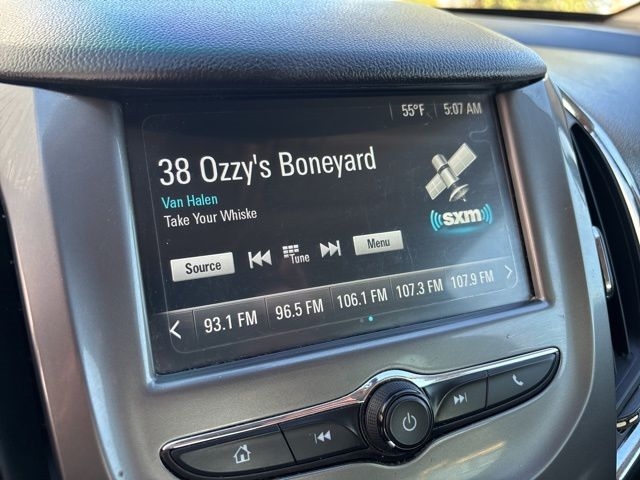 55°F 5:07 AM
38 Ozzy's Boneyard
Van Halen
Take Your Whiske
sxm
Source Tune Menu
93.1 FM 96.5 FM 106.1 FM 107.3 FM 107.9 FM